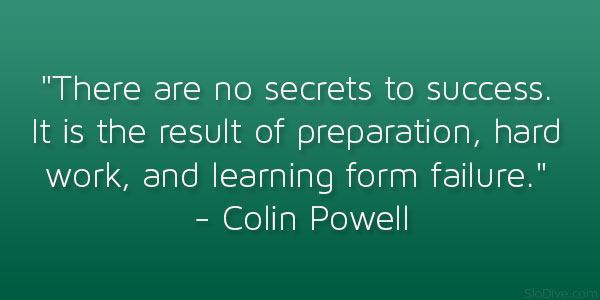 "There are no secrets to success.
It is the result of preparation, hard
work, and learning form failure."
- Colin Powell
SloDive.com